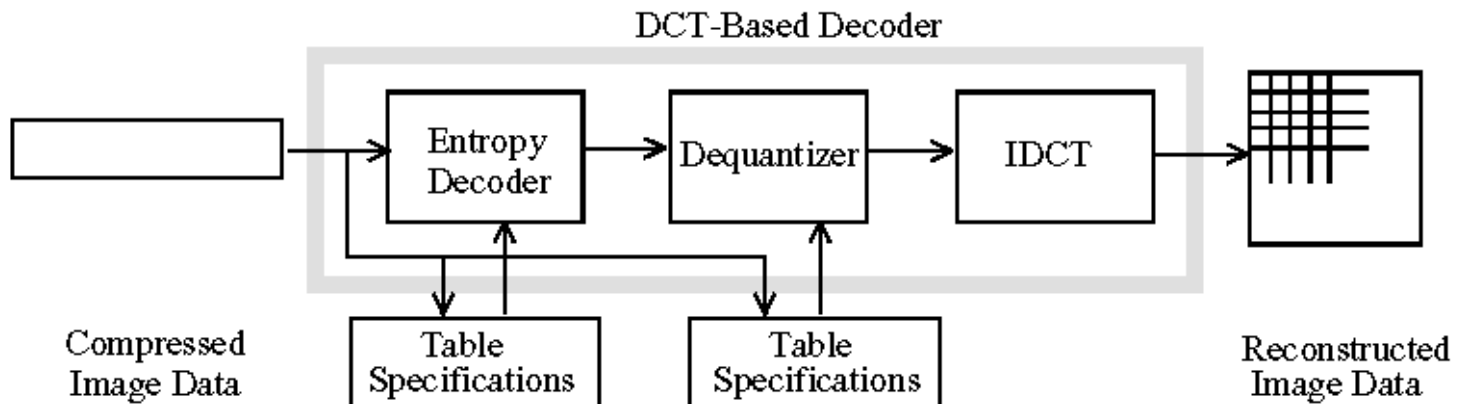 DCT-Based Decoder
Entropy
Decoder
Dequantizer
IDCT
Compressed
Image Data
Table
Specifications
Table
Specifications
Reconstructed
Image Data